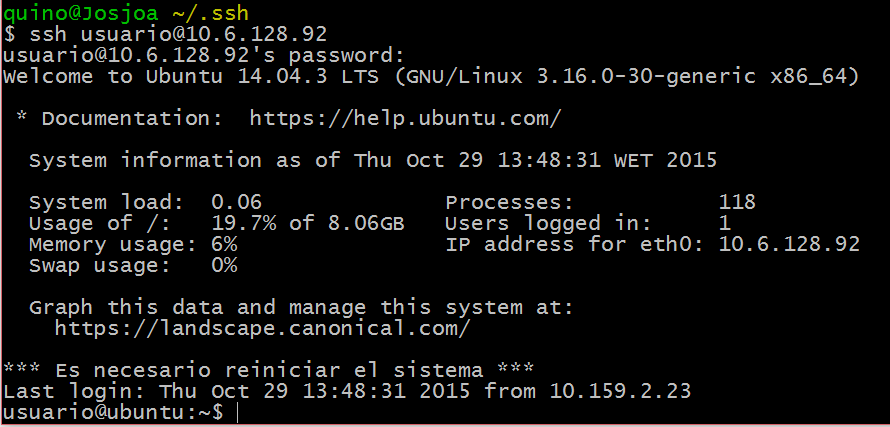 quino@Josjoa ~/.ssh
$ ssh usuario@10.6.128.92
usuario@10.6.128.92's password:
Welcome to Ubuntu 14.04.3 LTS (GNU/Linux 3.16.0-30-generic x86_64)
* Documentation:  https://help.ubuntu.com/
System information as of Thu Oct 29 13:48:31 WET 2015
System load:  0.06              Processes:           118
Usage of /:   19.7% of 8.06GB   Users logged in:     1
Memory usage: 6%                IP address for eth0: 10.6.128.92
Swap usage:   0%
Graph this data and manage this system at:
https://landscape.canonical.com/
*** Es necesario reiniciar el sistema ***
Last login: Thu Oct 29 13:48:31 2015 from 10.159.2.23
usuario@ubuntu:~$